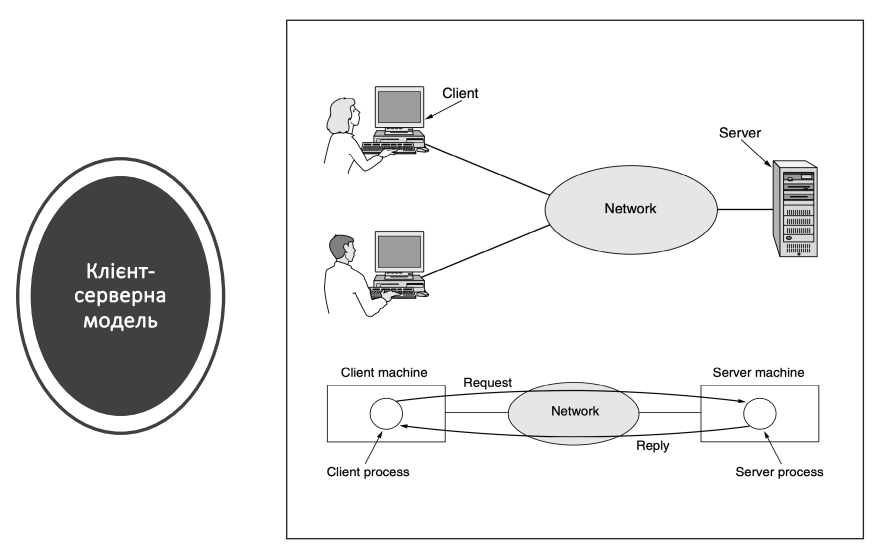 Клієнт-
серверна
модель
Client
Server
Network
Client machine
Server machine
Request
Network
Reply
Client process
Server process